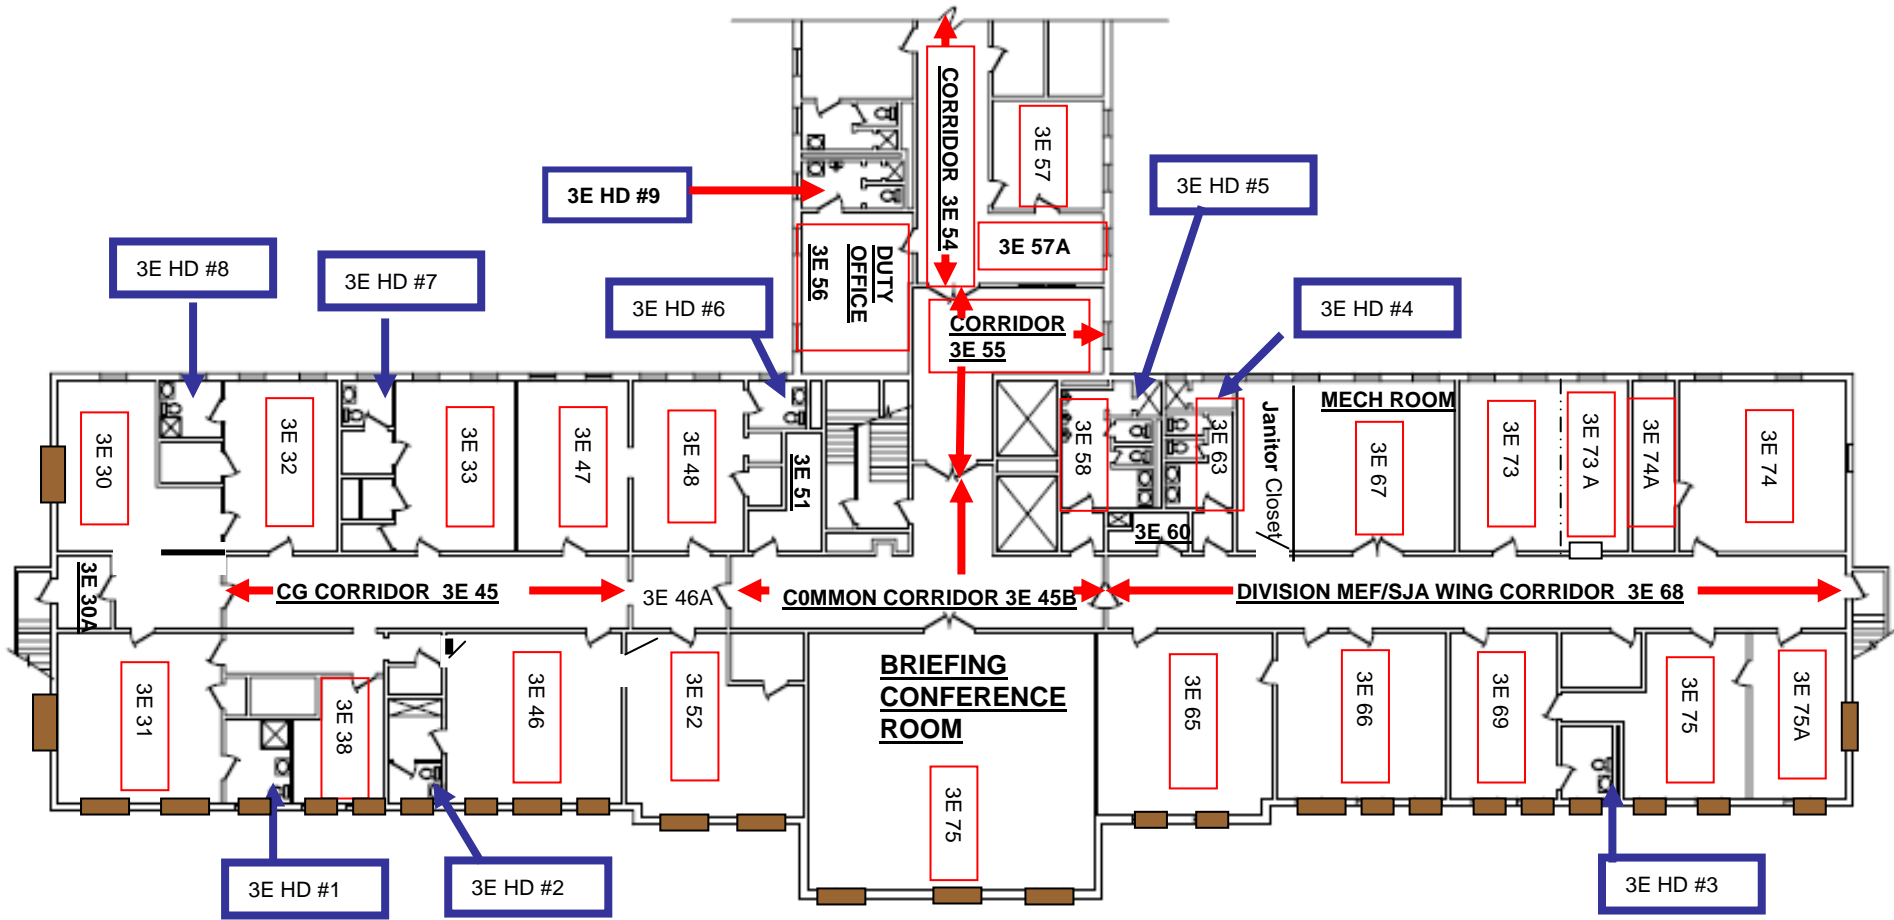 CORRIDOR 3E 54
3E 57
3E HD #9
3E HD #5
3E 57A
DUTY
OFFICE
3E 56
3E HD #8
3E HD #7
3E HD #6
3E HD #4
CORRIDOR
3E 55
3E 30
3E 32
3E 33
3E 47
3E 48
3E 51
3E 58
3E 63
3E 60
Janitor Closet
MECH ROOM
3E 67
3E 73
3E 73 A
3E 74A
3E 74
3E 30A
CG CORRIDOR 3E 45
3E 46A
C0MMON CORRIDOR 3E 45B
DIVISION MEF/SJA WING CORRIDOR 3E 68
3E 31
3E 38
3E 46
3E 52
BRIEFING
CONFERENCE
ROOM
3E 75
3E 65
3E 66
3E 69
3E 75
3E 75A
3E HD #1
3E HD #2
3E HD #3